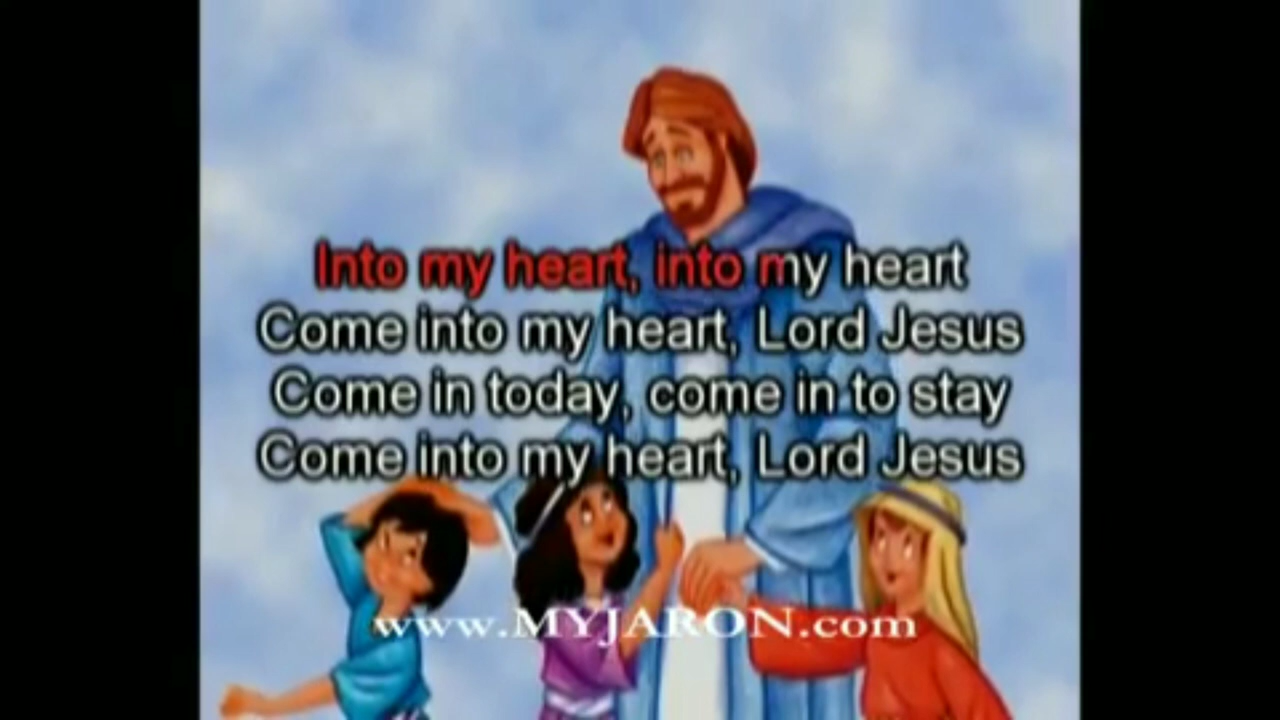 Into my heart, into my heart
Come into my heart, Lord Jesus
Come in today, come in to stay
Come into my heart, Lord Jesus
www.MYJARON.com